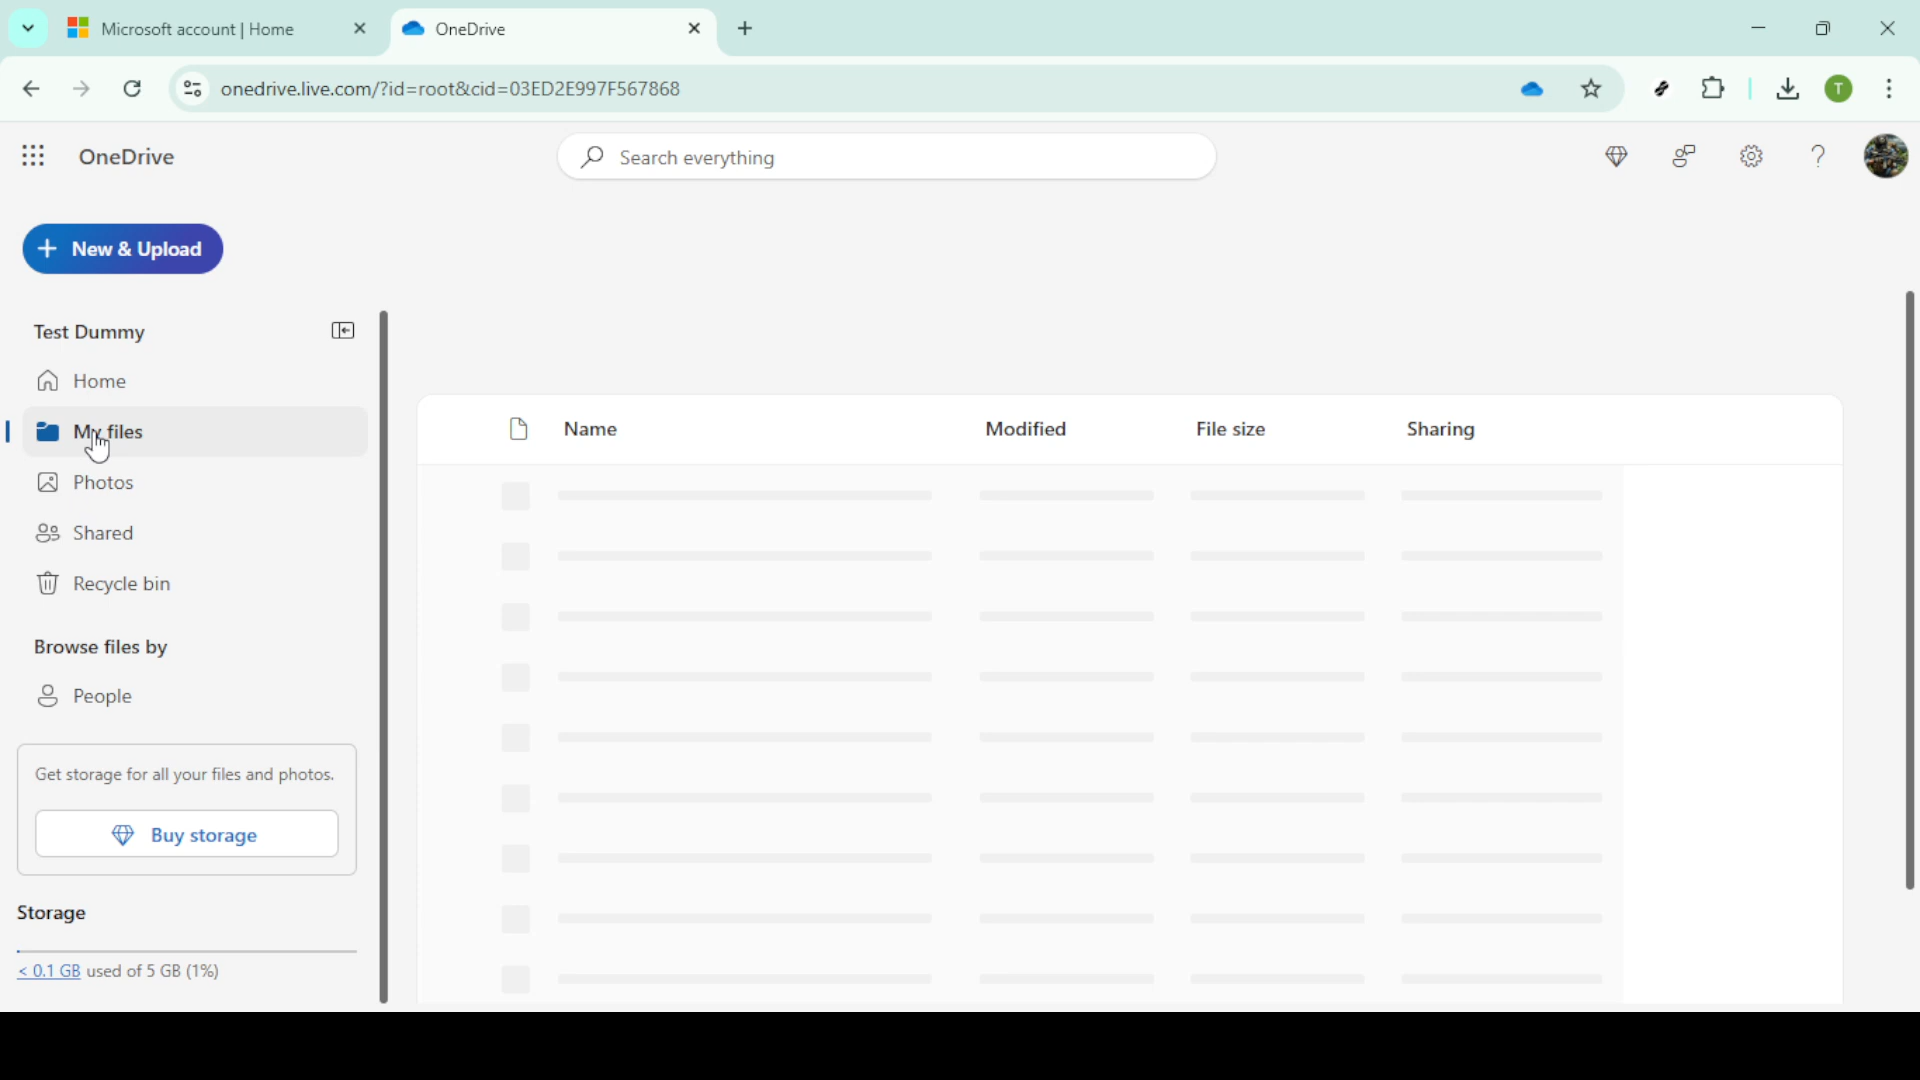 Microsoft account | Home
OneDrive
onedrive.live.com/?id=root&cid=03ED2E997F567868
T
OneDrive
Search everything
New & Upload
Test Dummy
Home
My files
Photos
Shared
Recycle bin
Browse files by
People
Get storage for all your files and photos.
Buy storage
Storage
< 0.1 GB used of 5 GB (1%)
Name Modified File size Sharing